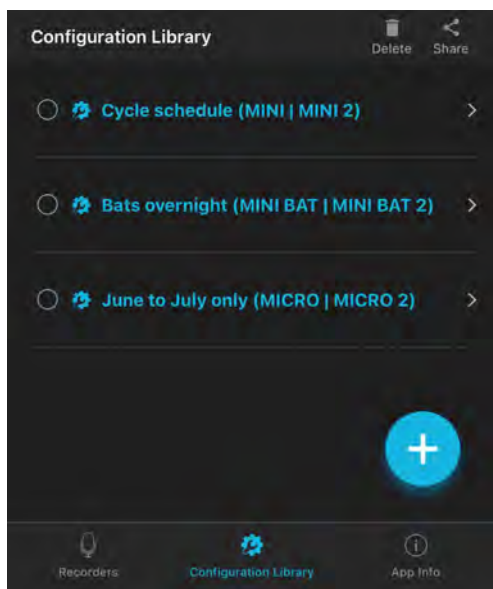 Configuration Library
Delete Share
Cycle schedule (MINI | MINI 2)
Bats overnight (MINI BAT | MINI BAT 2)
June to July only (MICRO | MICRO 2)
Recorders Configuration Library App Info